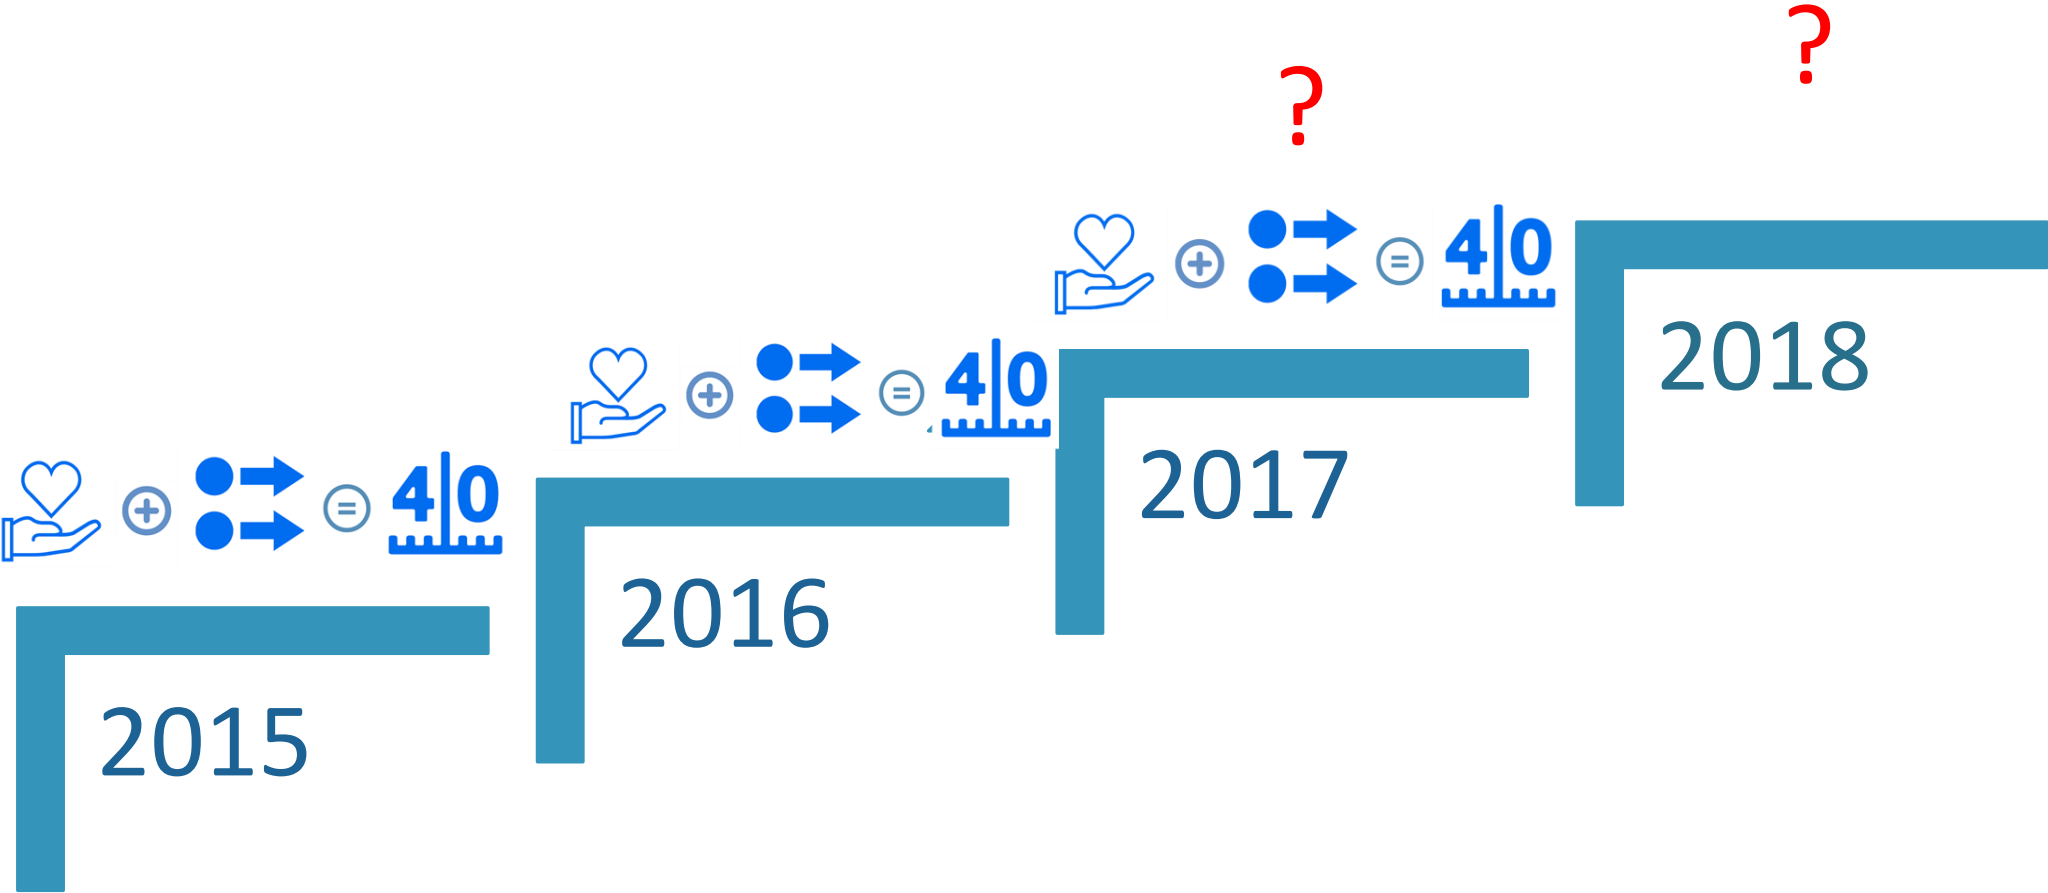 ?
?
+ = 4|0
2018
+ = 4|0
2017
+ = 4|0
2016
2015